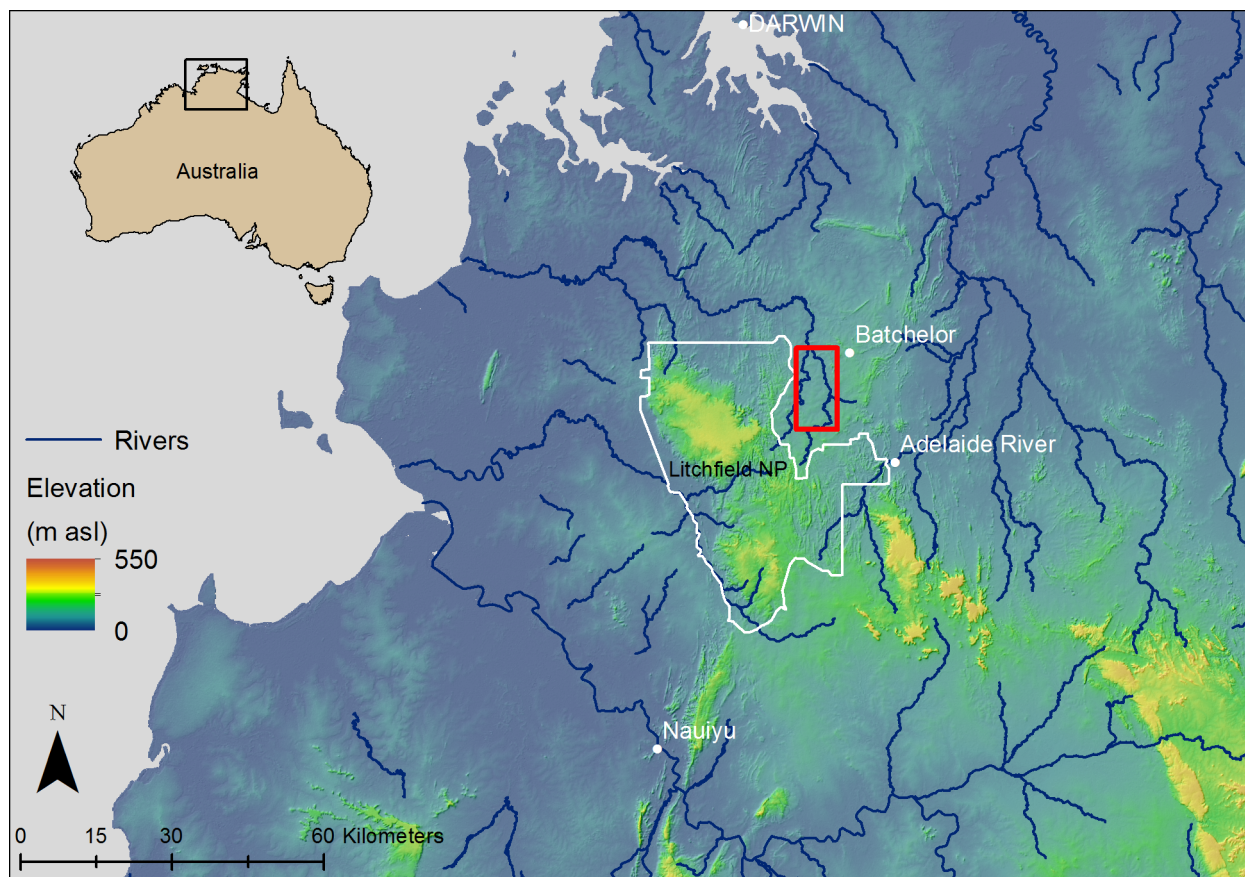 DARWIN
Australia
Batchelor
Rivers
Adelaide River
Litchfield NP
Elevation
(m asl)
550
0
N
Nauiyu
0 15 30 60 Kilometers